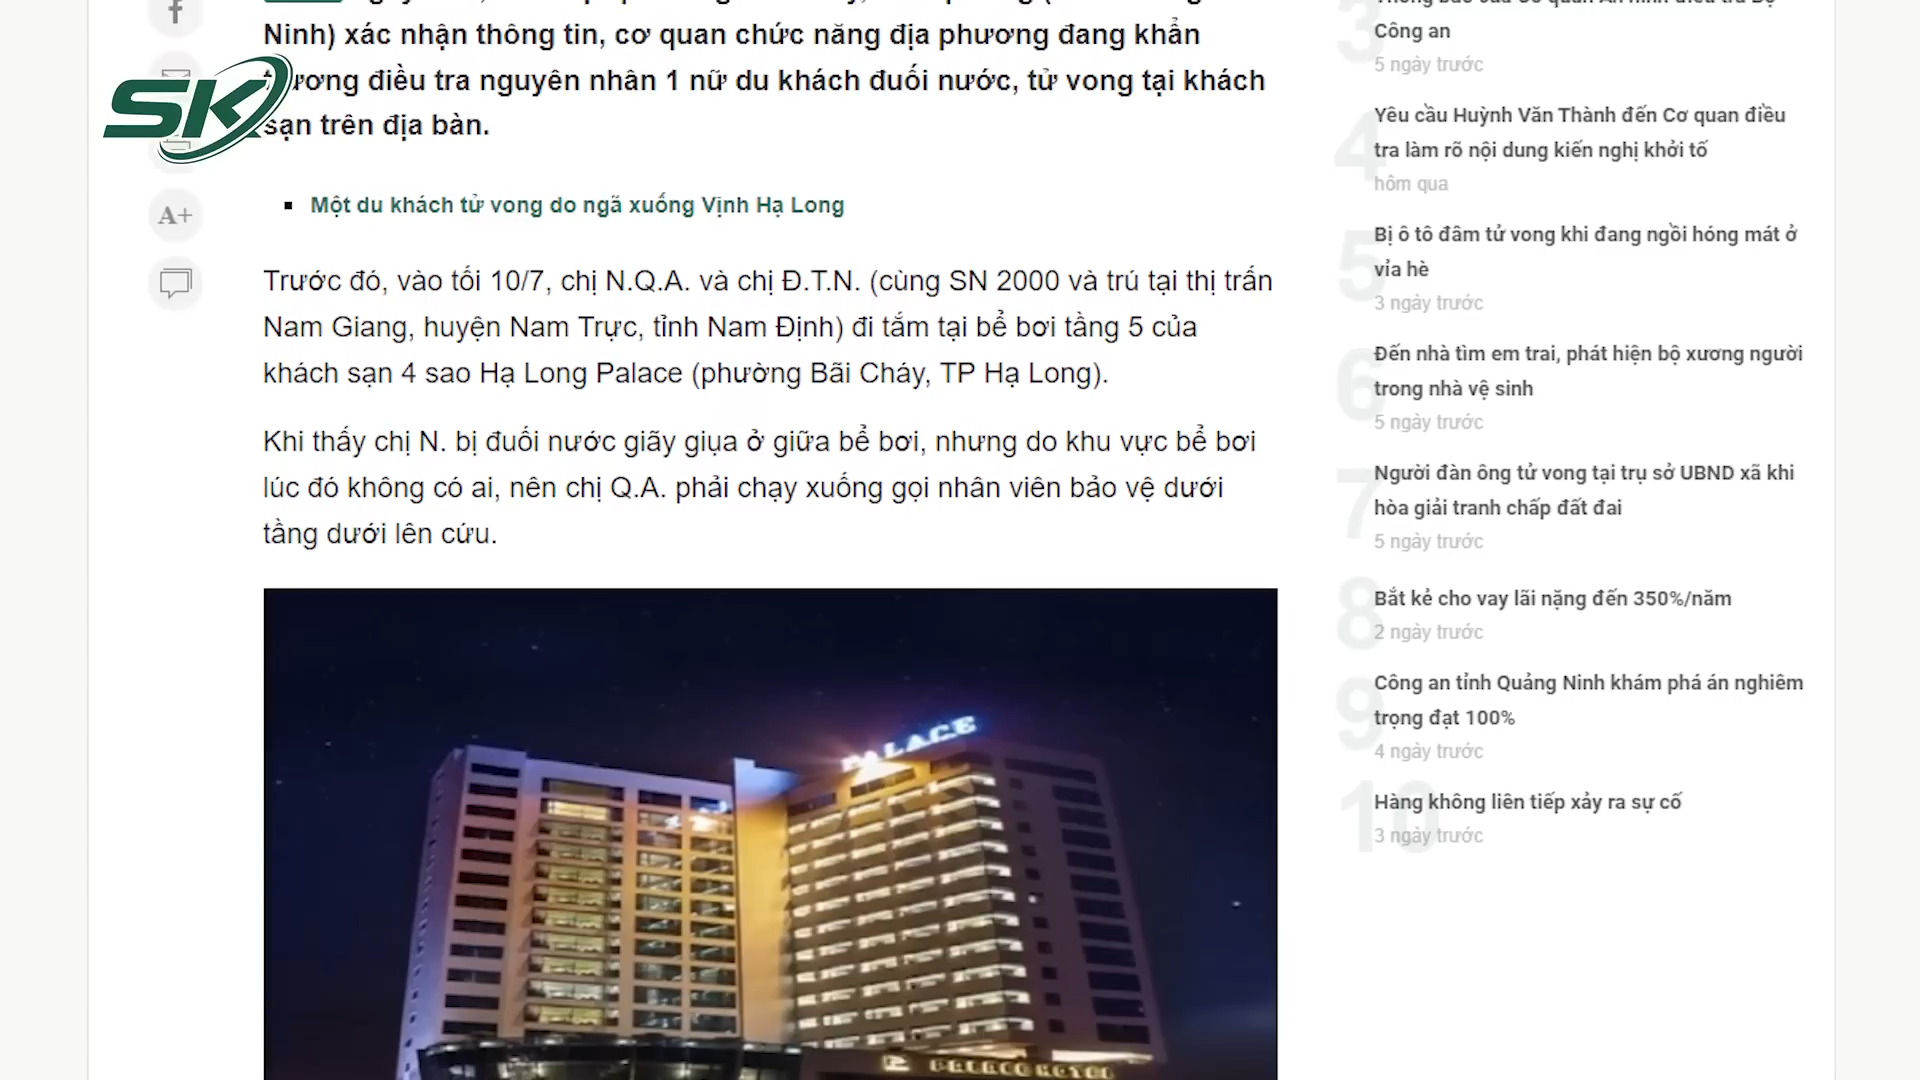 Ninh) xác nhận thông tin, cơ quan chức năng địa phương đang khẩn
trương điều tra nguyên nhân 1 nữ du khách đuối nước, tử vong tại khách
sạn trên địa bàn.
SK
A+
Một du khách tử vong do ngã xuống Vịnh Hạ Long
Trước đó, vào tối 10/7, chị N.Q.A. và chị Đ.T.N. (cùng SN 2000 và trú tại thị trấn
Nam Giang, huyện Nam Trực, tỉnh Nam Định) đi tắm tại bể bơi tầng 5 của
khách sạn 4 sao Hạ Long Palace (phường Bãi Cháy, TP Hạ Long).
Khi thấy chị N. bị đuối nước giãy giụa ở giữa bể bơi, nhưng do khu vực bể bơi
lúc đó không có ai, nên chị Q.A. phải chạy xuống gọi nhân viên bảo vệ dưới
tầng dưới lên cứu.
PALACE
PALACE HOTEL
3
Công an
5 ngày trước
4
Yêu cầu Huỳnh Văn Thành đến Cơ quan điều
tra làm rõ nội dung kiến nghị khởi tố
hôm qua
5
Bị ô tô đâm tử vong khi đang ngồi hóng mát ở
vỉa hè
3 ngày trước
6
Đến nhà tìm em trai, phát hiện bộ xương người
trong nhà vệ sinh
5 ngày trước
7
Người đàn ông tử vong tại trụ sở UBND xã khi
hòa giải tranh chấp đất đai
5 ngày trước
8
Bắt kẻ cho vay lãi nặng đến 350%/năm
2 ngày trước
9
Công an tỉnh Quảng Ninh khám phá án nghiêm
trọng đạt 100%
4 ngày trước
10
Hàng không liên tiếp xảy ra sự cố
3 ngày trước